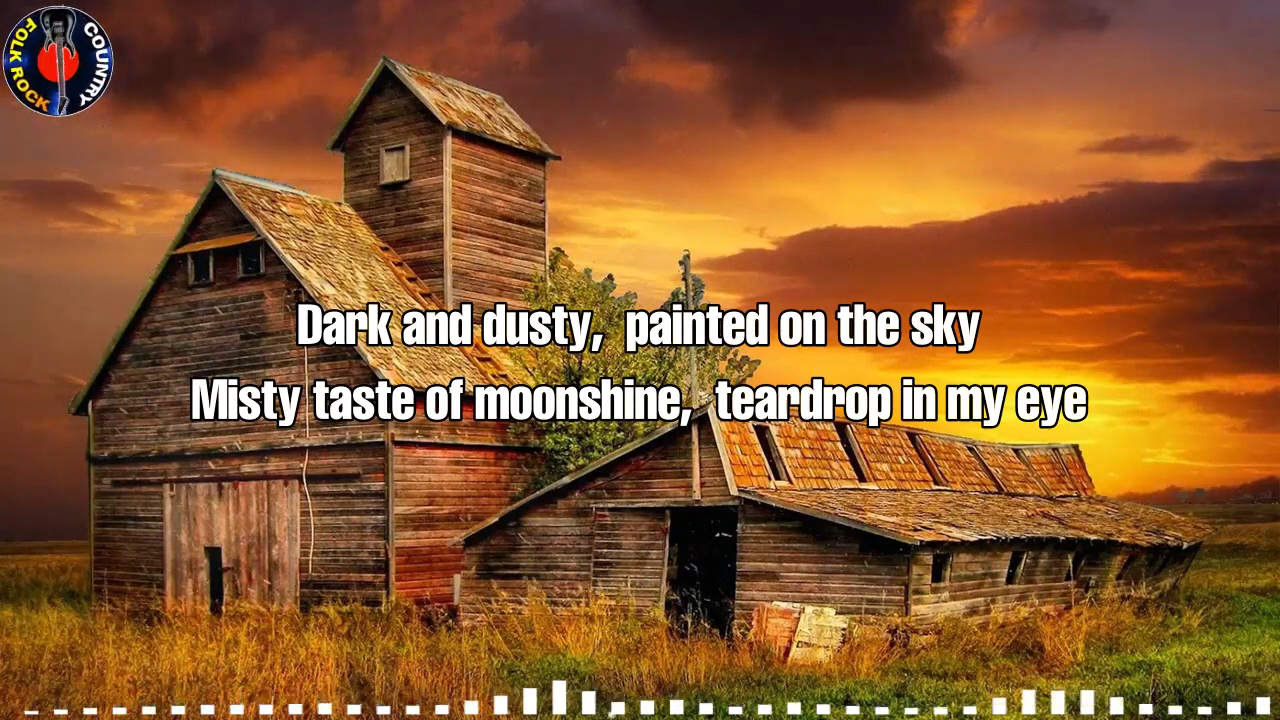 FOLK ROCK
COUNTRY
Dark and dusty, painted on the sky
Misty taste of moonshine, teardrop in my eye